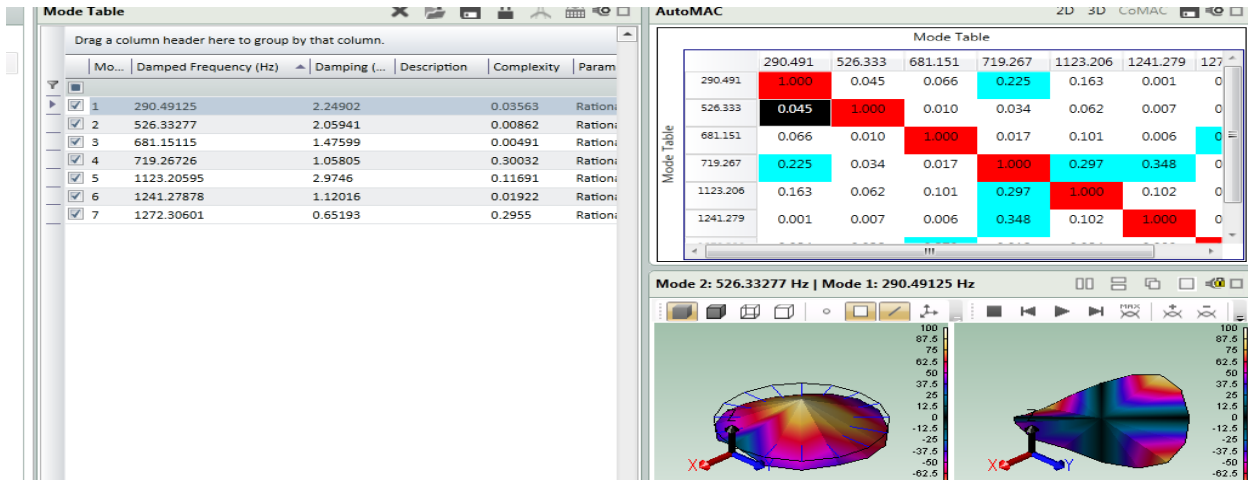 Mode Table
Drag a column header here to group by that column.
Mo... Damped Frequency (Hz) Damping (... Description Complexity Param
1 290.49125 2.24902 0.03563 Rationa
2 526.33277 2.05941 0.00862 Rationa
3 681.15115 1.47599 0.00491 Rationa
4 719.26726 1.05805 0.30032 Rationa
5 1123.20595 2.9746 0.11691 Rationa
6 1241.27878 1.12016 0.01922 Rationa
7 1272.30601 0.65193 0.2955 Rationa
AutoMAC 2D 3D CoMAC
Mode Table
290.491 526.333 681.151 719.267 1123.206 1241.279 127
Mode Table
290.491 1.000 0.045 0.066 0.225 0.163 0.001 0
526.333 0.045 1.000 0.010 0.034 0.062 0.007 0
681.151 0.066 0.010 1.000 0.017 0.101 0.006 0
719.267 0.225 0.034 0.017 1.000 0.297 0.348 0
1123.206 0.163 0.062 0.101 0.297 1.000 0.102 0
1241.279 0.001 0.007 0.006 0.348 0.102 1.000 0
Mode 2: 526.33277 Hz | Mode 1: 290.49125 Hz
MAX
100 100
87.5 87.5
75 75
62.5 62.5
50 50
37.5 37.5
25 25
12.5 12.5
0 0
-12.5 -12.5
-25 -25
-37.5 -37.5
X X Y -50 -50
-62.5 -62.5